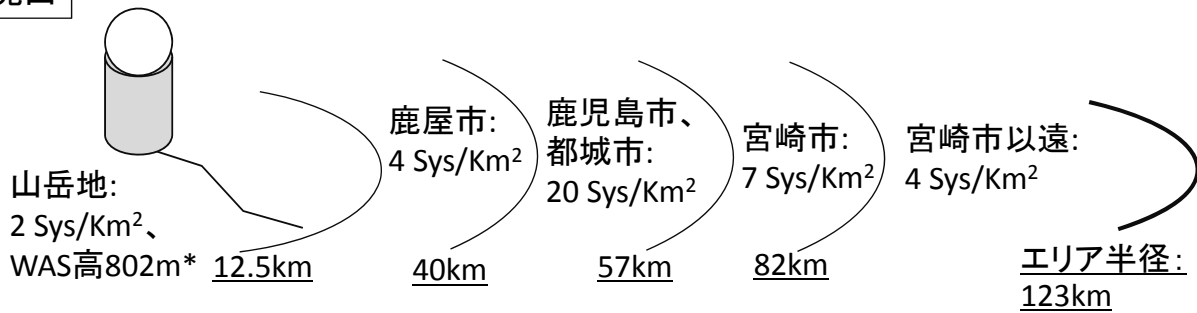 鹿屋市:
4 Sys/Km²
鹿児島市、
都城市:
20 Sys/Km²
宮崎市:
7 Sys/Km²
宮崎市以遠:
4 Sys/Km²
山岳地:
2 Sys/Km²、
WAS高802m*
12.5km
40km
57km
82km
エリア半径:
123km